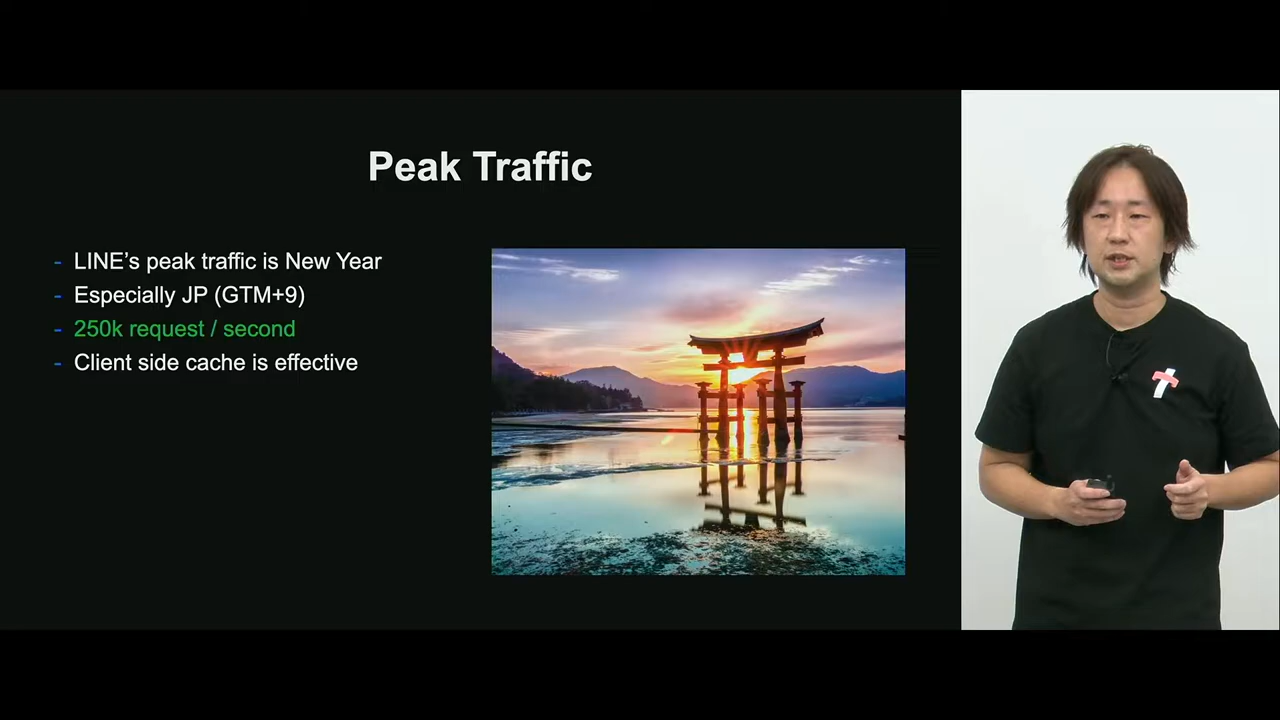 Peak Traffic
- LINE’s peak traffic is New Year
- Especially JP (GTM+9)
- 250k request / second
- Client side cache is effective